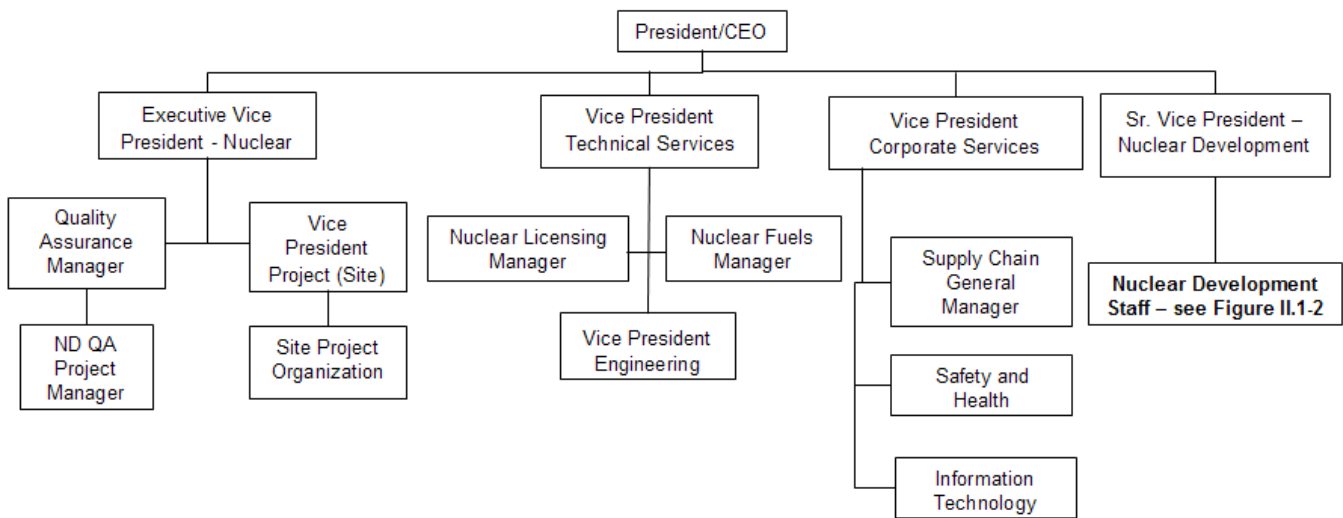 President/CEO
Executive Vice
President - Nuclear
Vice President
Technical Services
Vice President
Corporate Services
Sr. Vice President –
Nuclear Development
Quality
Assurance
Manager
Vice
President
Project (Site)
Nuclear Licensing
Manager
Nuclear Fuels
Manager
Supply Chain
General
Manager
Nuclear Development
Staff – see Figure II.1-2
ND QA
Project
Manager
Site Project
Organization
Vice President
Engineering
Safety and
Health
Information
Technology